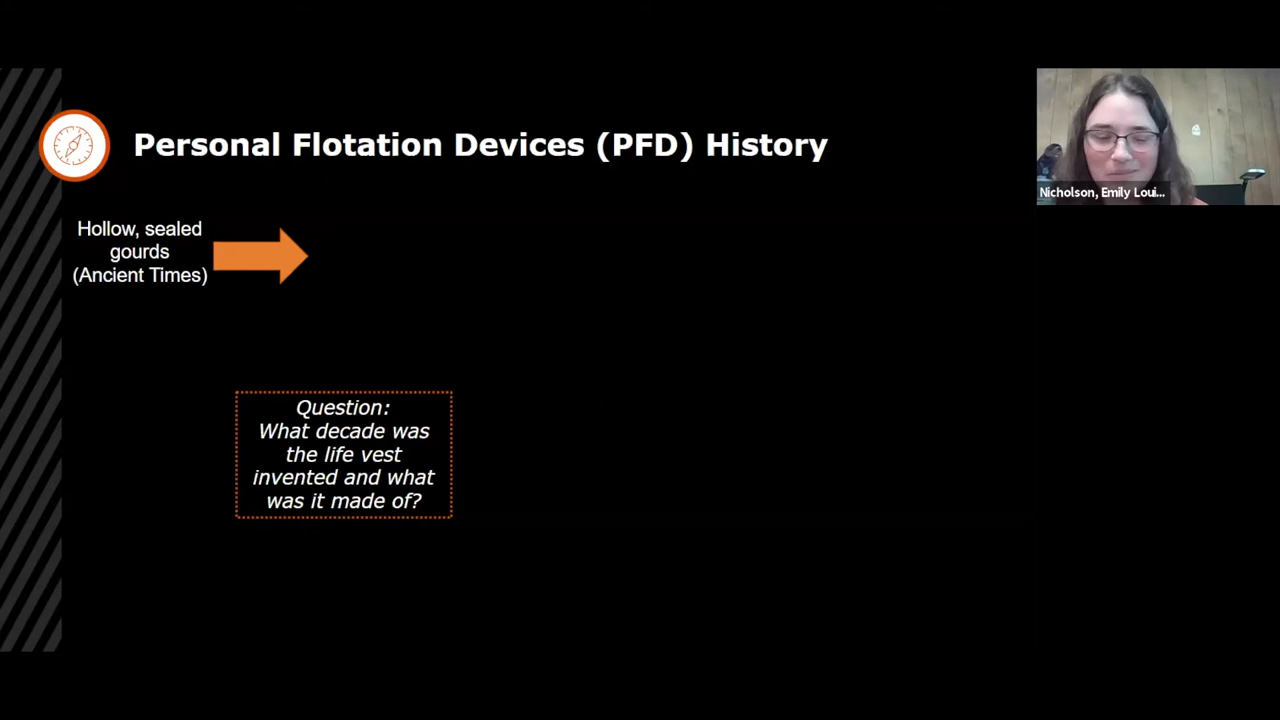 Personal Flotation Devices (PFD) History
Nicholson, Emily Loui...
Hollow, sealed
gourds
(Ancient Times)
Question:
What decade was
the life vest
invented and what
was it made of?